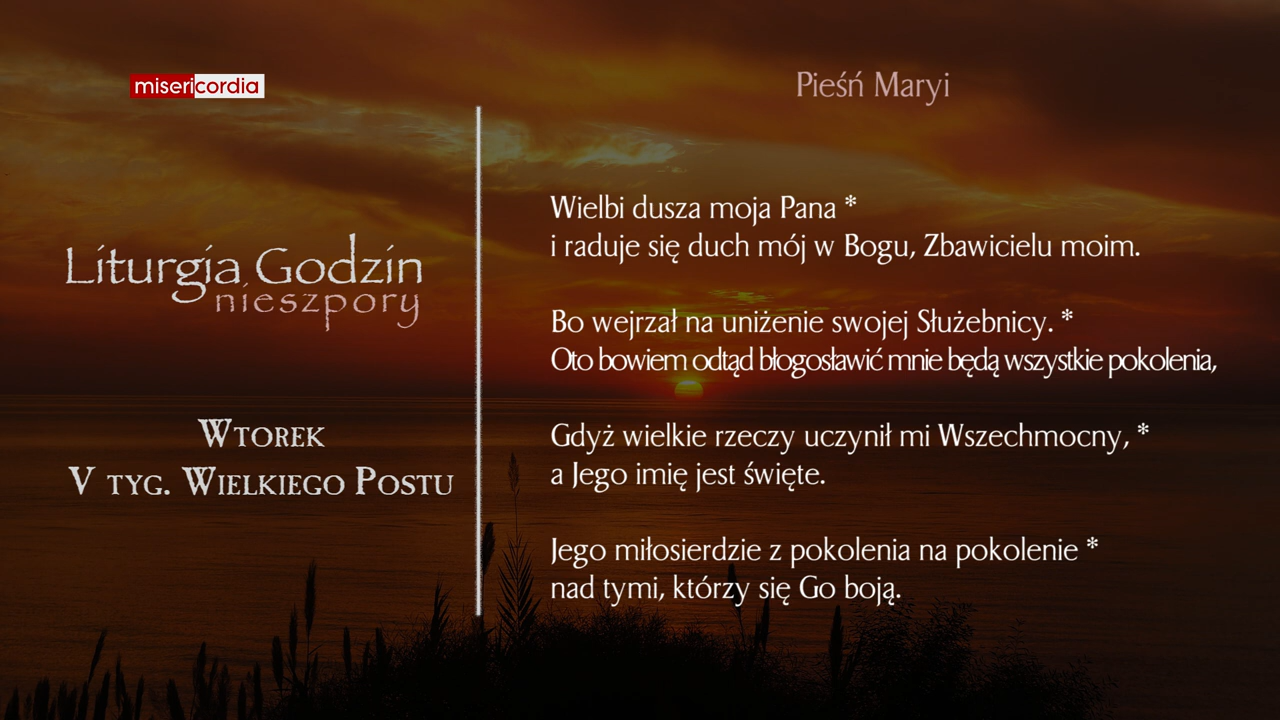 misericordia
Liturgia Godzin
nieszpory
Wtorek
V tyg. Wielkiego Postu
Pieśń Maryi
Wielbi dusza moja Pana *
i raduje się duch mój w Bogu, Zbawicielu moim.
Bo wejrzał na uniżenie swojej Służebnicy. *
Oto bowiem odtąd błogosławić mnie będą wszystkie pokolenia,
Gdyż wielkie rzeczy uczynił mi Wszechmocny, *
a Jego imię jest święte.
Jego miłosierdzie z pokolenia na pokolenie *
nad tymi, którzy się Go boją.